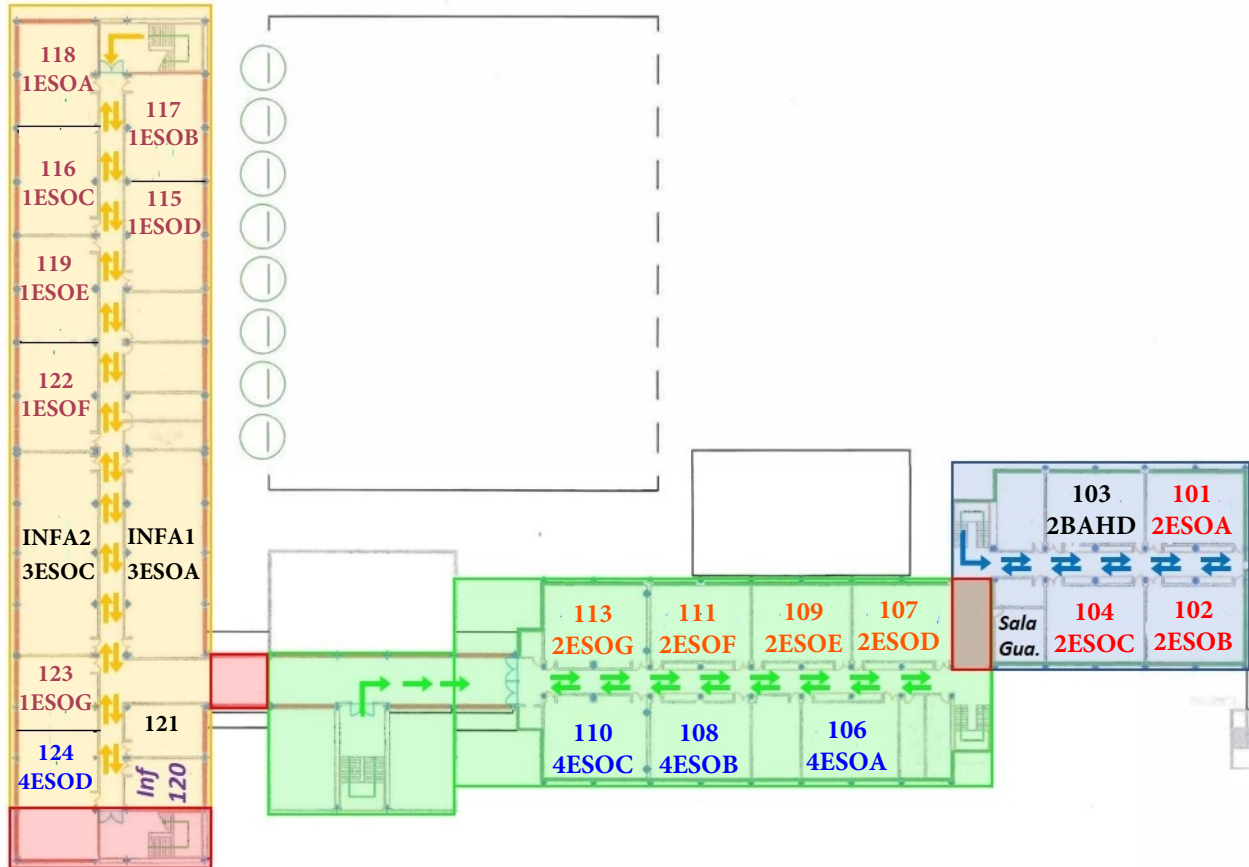 118
1ESOA
117
1ESOB
116
1ESOC
115
1ESOD
119
1ESOE
122
1ESOF
INFA2
3ESOC
INFA1
3ESOA
123
1ESOG
121
124
4ESOD
Inf
120
113
2ESOG
111
2ESOF
109
2ESOE
107
2ESOD
110
4ESOC
108
4ESOB
106
4ESOA
103
2BAHD
101
2ESOA
Sala
Gua.
104
2ESOC
102
2ESOB